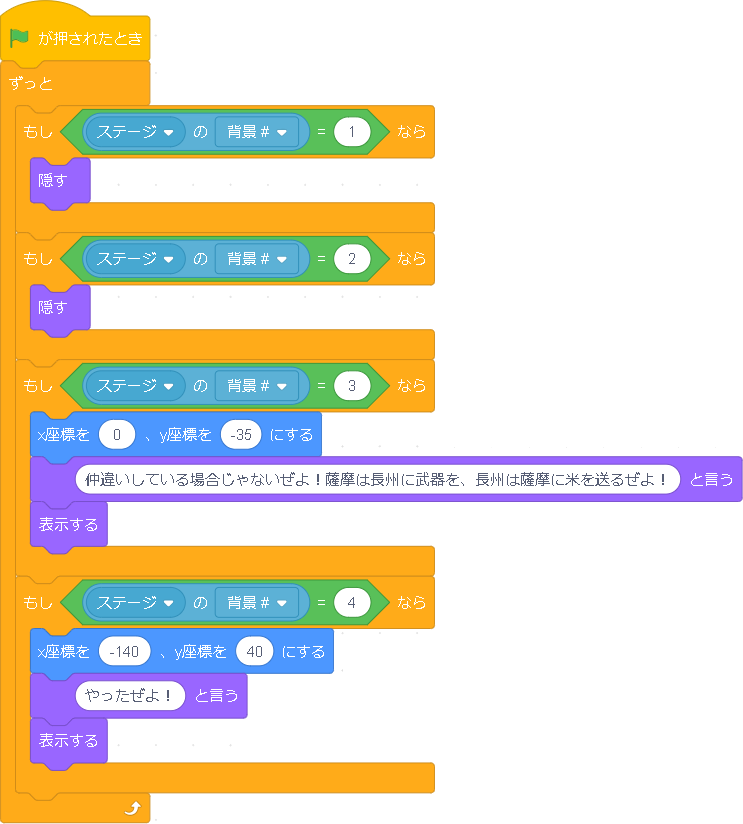 が押されたとき
ずっと
もし ステージ の 背景 # = 1 なら
隠す
もし ステージ の 背景 # = 2 なら
隠す
もし ステージ の 背景 # = 3 なら
x座標を 0 、y座標を -35 にする
仲違いしている場合じゃないぜよ！薩摩は長州に武器を、長州は薩摩に米を送るぜよ！ と言う
表示する
もし ステージ の 背景 # = 4 なら
x座標を -140 、y座標を 40 にする
やったぜよ！ と言う
表示する